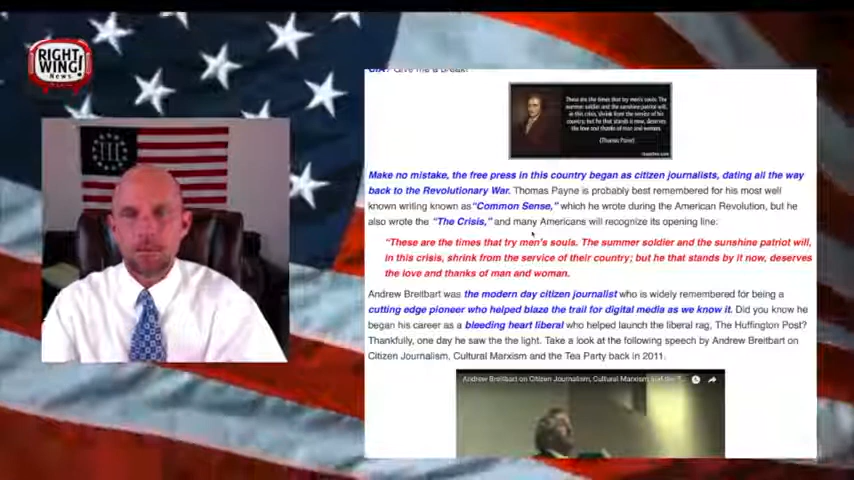 RIGHT
WING!
News
III
CIA? Give me a break!
These are the times that try men's souls. The
summer soldier and the sunshine patriot will,
in this crisis, shrink from the service of his
country; but he that stands by it now, deserves
the love and thanks of man and woman.
(Thomas Paine)
Make no mistake, the free press in this country began as citizen journalists, dating all the way
back to the Revolutionary War. Thomas Payne is probably best remembered for his most well
known writing known as "Common Sense," which he wrote during the American Revolution, but he
also wrote the "The Crisis," and many Americans will recognize its opening line:
"These are the times that try men's souls. The summer soldier and the sunshine patriot will,
in this crisis, shrink from the service of their country; but he that stands by it now, deserves
the love and thanks of man and woman.
Andrew Breitbart was the modern day citizen journalist who is widely remembered for being a
cutting edge pioneer who helped blaze the trail for digital media as we know it. Did you know he
began his career as a bleeding heart liberal who helped launch the liberal rag, The Huffington Post?
Thankfully, one day he saw the the light. Take a look at the following speech by Andrew Breitbart on
Citizen Journalism, Cultural Marxism and the Tea Party back in 2011.
Andrew Breitbart on Citizen Journalism, Cultural Marxism and the T...